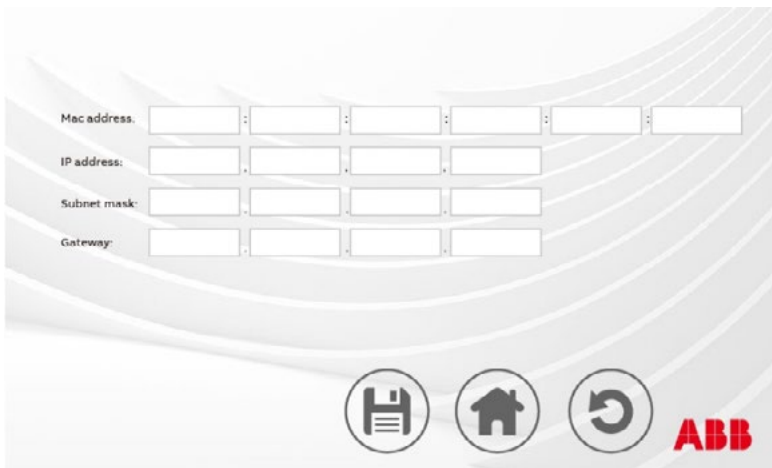 Mac address:
: : : : :
IP address:
. . .
Subnet mask:
. . .
Gateway:
. . .
ABB